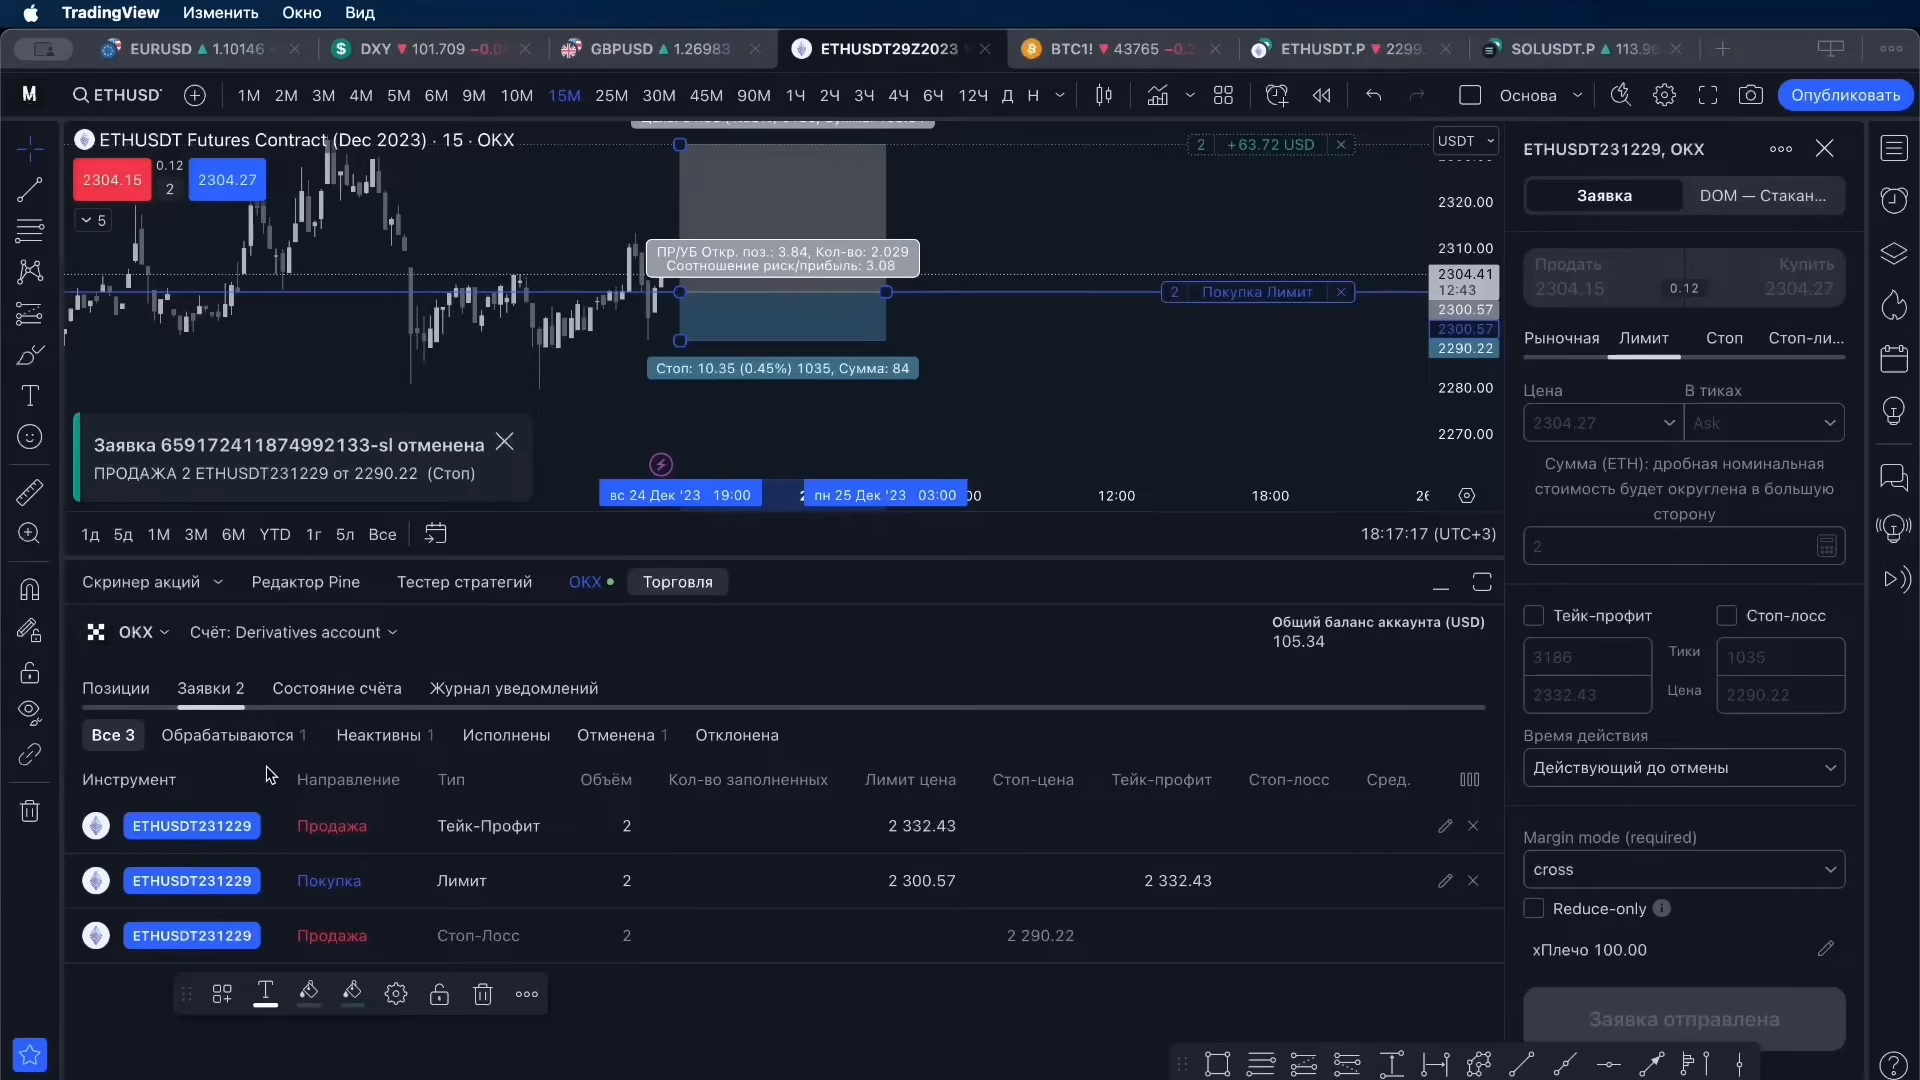 TradingView Изменить Окно Вид
EURUSD 1.10146 DXY 101.709 GBPUSD 1.26983 ETHUSDT29Z2023 BTC1! 43765 ETHUSDT.P 2299 SOLUSDT.P 113.96
M ETHUSD 1М 2М 3М 4М 5М 6М 9М 10М 15М 25М 30М 45М 90М 1Ч 2Ч 3Ч 4Ч 6Ч 12Ч Д Н Основа Опубликовать
ETHUSDT Futures Contract (Dec 2023) · 15 · OKX
2304.15 0.12 2 2304.27
5
2 +63.72 USD
USDT
2320.00
2310.00
2304.41
12:43
2300.57
2300.57
2290.22
2280.00
2270.00
ПР/УБ Откр. поз.: 3.84, Кол-во: 2.029
Соотношение риск/прибыль: 3.08
2 Покупка Лимит
Стоп: 10.35 (0.45%) 1035, Сумма: 84
Заявка 659172411874992133-sl отменена
ПРОДАЖА 2 ETHUSDT231229 от 2290.22 (Стоп)
вс 24 Дек '23 19:00 пн 25 Дек '23 03:00 12:00 18:00
1д 5д 1М 3М 6М YTD 1г 5л Все 18:17:17 (UTC+3)
Скринер акций Редактор Pine Тестер стратегий OKX Торговля
OKX Счёт: Derivatives account
Общий баланс аккаунта (USD)
105.34
Позиции Заявки 2 Состояние счёта Журнал уведомлений
Все 3 Обрабатываются 1 Неактивны 1 Исполнены Отменена 1 Отклонена
Инструмент Направление Тип Объём Кол-во заполненных Лимит цена Стоп-цена Тейк-профит Стоп-лосс Сред.
ETHUSDT231229 Продажа Тейк-Профит 2 2 332.43
ETHUSDT231229 Покупка Лимит 2 2 300.57 2 332.43
ETHUSDT231229 Продажа Стоп-Лосс 2 2 290.22
ETHUSDT231229, OKX
Заявка DOM — Стакан...
Продать Купить
2304.15 0.12 2304.27
Рыночная Лимит Стоп Стоп-ли...
Цена В тиках
2304.27 Ask
Сумма (ETH): дробная номинальная
стоимость будет округлена в большую
сторону
2
Тейк-профит Стоп-лосс
3186 Тики 1035
2332.43 Цена 2290.22
Время действия
Действующий до отмены
Margin mode (required)
cross
Reduce-only
xПлечо 100.00
Заявка отправлена